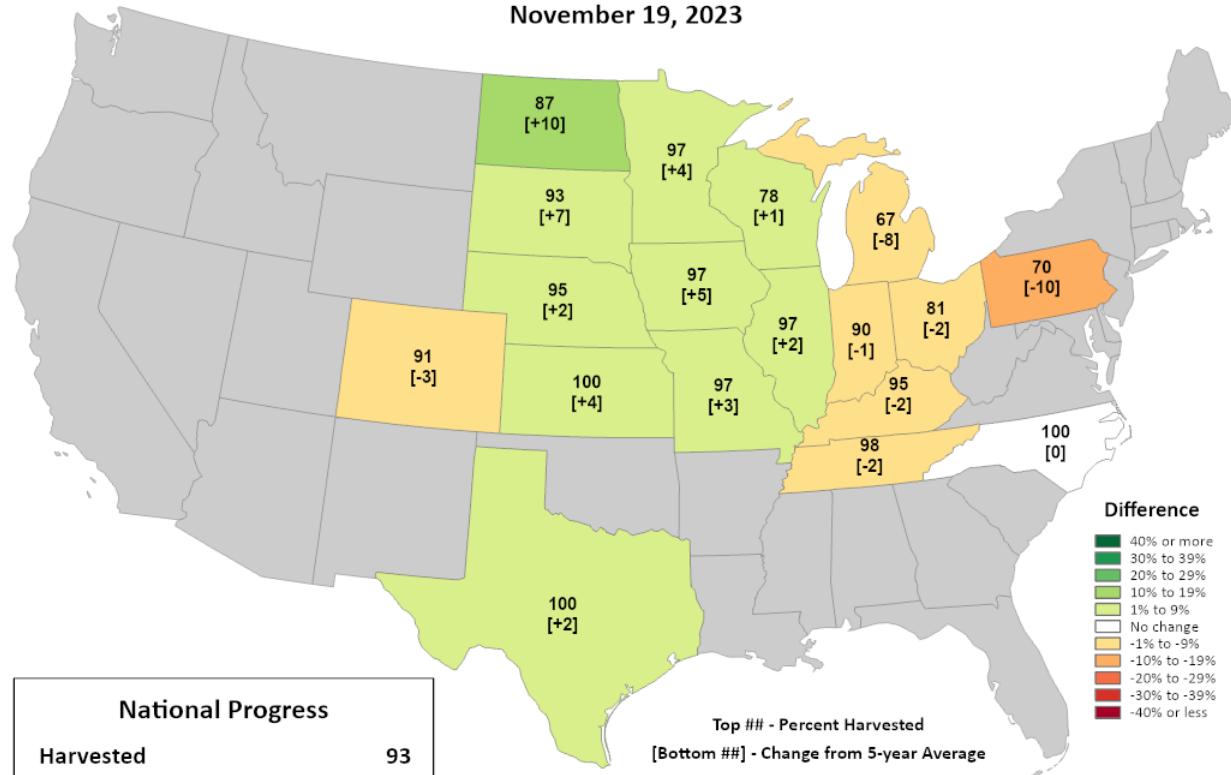 November 19, 2023
87
[+10]
97
[+4]
93
[+7]
78
[+1]
67
[-8]
95
[+2]
97
[+5]
97
[+2]
90
[-1]
81
[-2]
70
[-10]
91
[-3]
100
[+4]
97
[+3]
95
[-2]
98
[-2]
100
[0]
100
[+2]
Difference
40% or more
30% to 39%
20% to 29%
10% to 19%
1% to 9%
No change
-1% to -9%
-10% to -19%
-20% to -29%
-30% to -39%
-40% or less
National Progress
Harvested 93
Top ## - Percent Harvested
[Bottom ##] - Change from 5-year Average